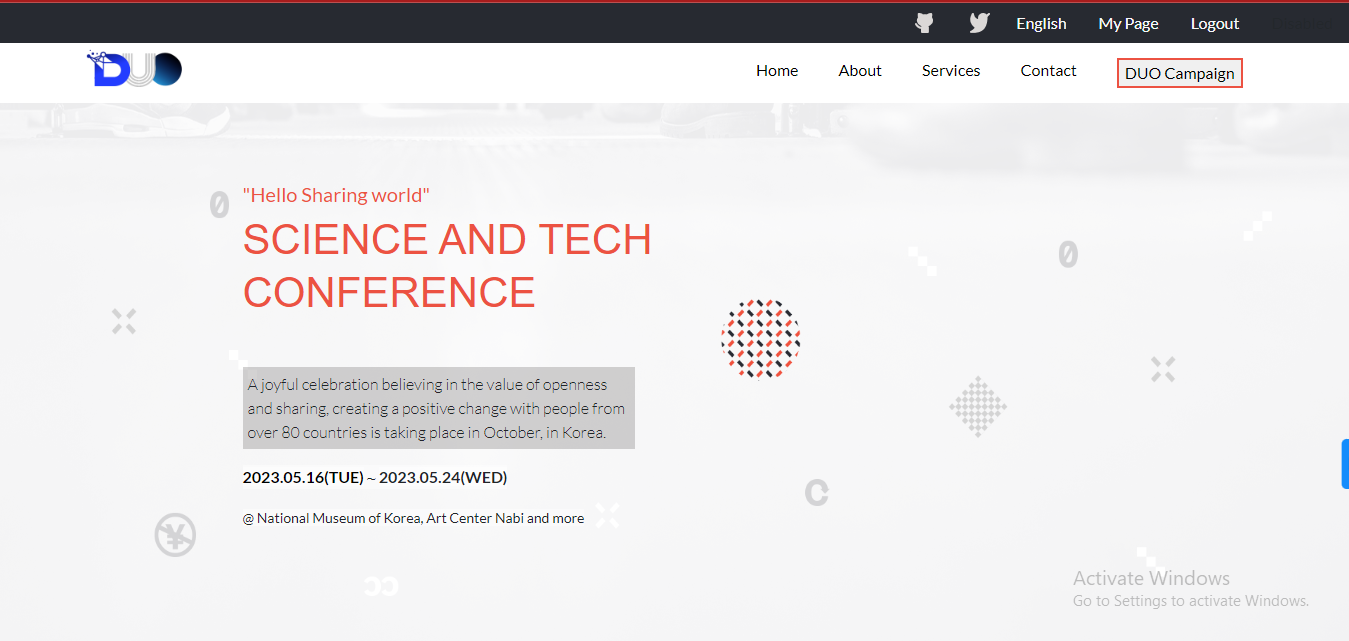 English My Page Logout
DUO
Home About Services Contact DUO Campaign
"Hello Sharing world"
SCIENCE AND TECH
CONFERENCE
A joyful celebration believing in the value of openness
and sharing, creating a positive change with people from
over 80 countries is taking place in October, in Korea.
2023.05.16(TUE) ~ 2023.05.24(WED)
@ National Museum of Korea, Art Center Nabi and more
Activate Windows
Go to Settings to activate Windows.